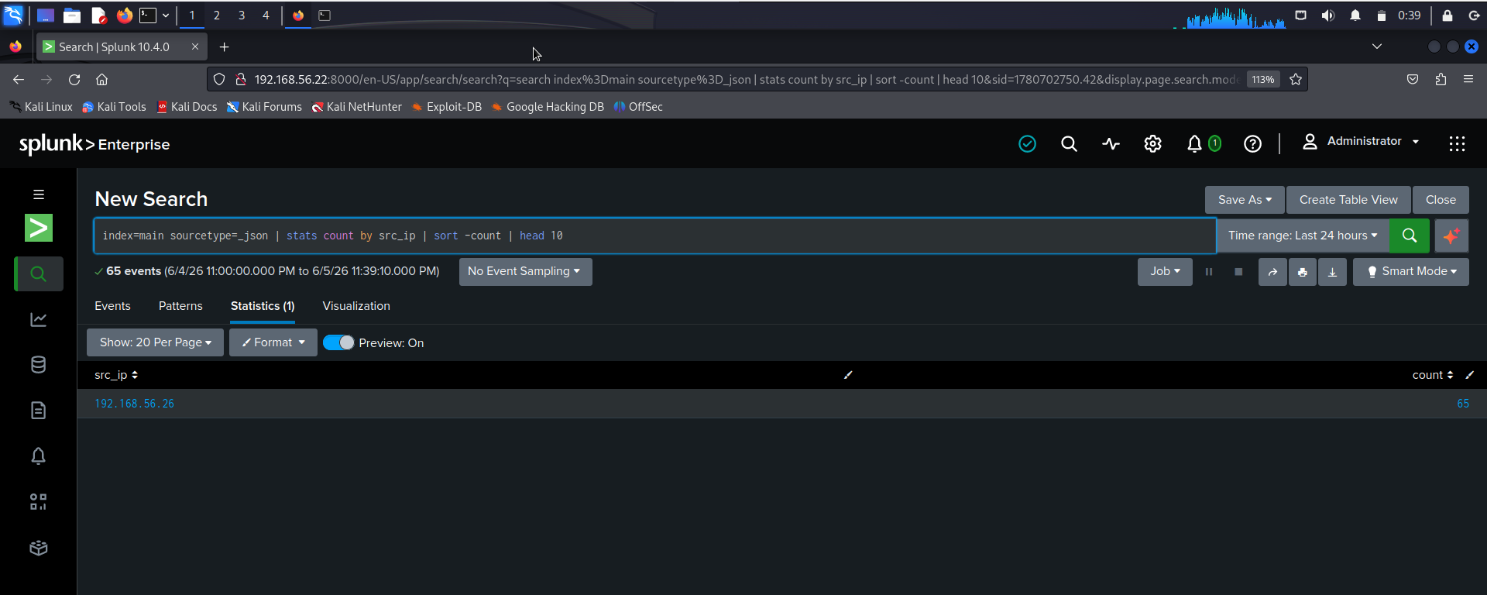 1 2 3 4 0:39
Search | Splunk 10.4.0
192.168.56.22:8000/en-US/app/search/search?q=search index%3Dmain sourcetype%3D_json | stats count by src_ip | sort -count | head 10&sid=1780702750.42&display.page.search.mod 113%
Kali Linux Kali Tools Kali Docs Kali Forums Kali NetHunter Exploit-DB Google Hacking DB OffSec
splunk> Enterprise 1 Administrator
New Search
Save As Create Table View Close
index=main sourcetype=_json | stats count by src_ip | sort -count | head 10
Time range: Last 24 hours
65 events (6/4/26 11:00:00.000 PM to 6/5/26 11:39:10.000 PM) No Event Sampling Job Smart Mode
Events Patterns Statistics (1) Visualization
Show: 20 Per Page Format Preview: On
src_ip count
192.168.56.26 65